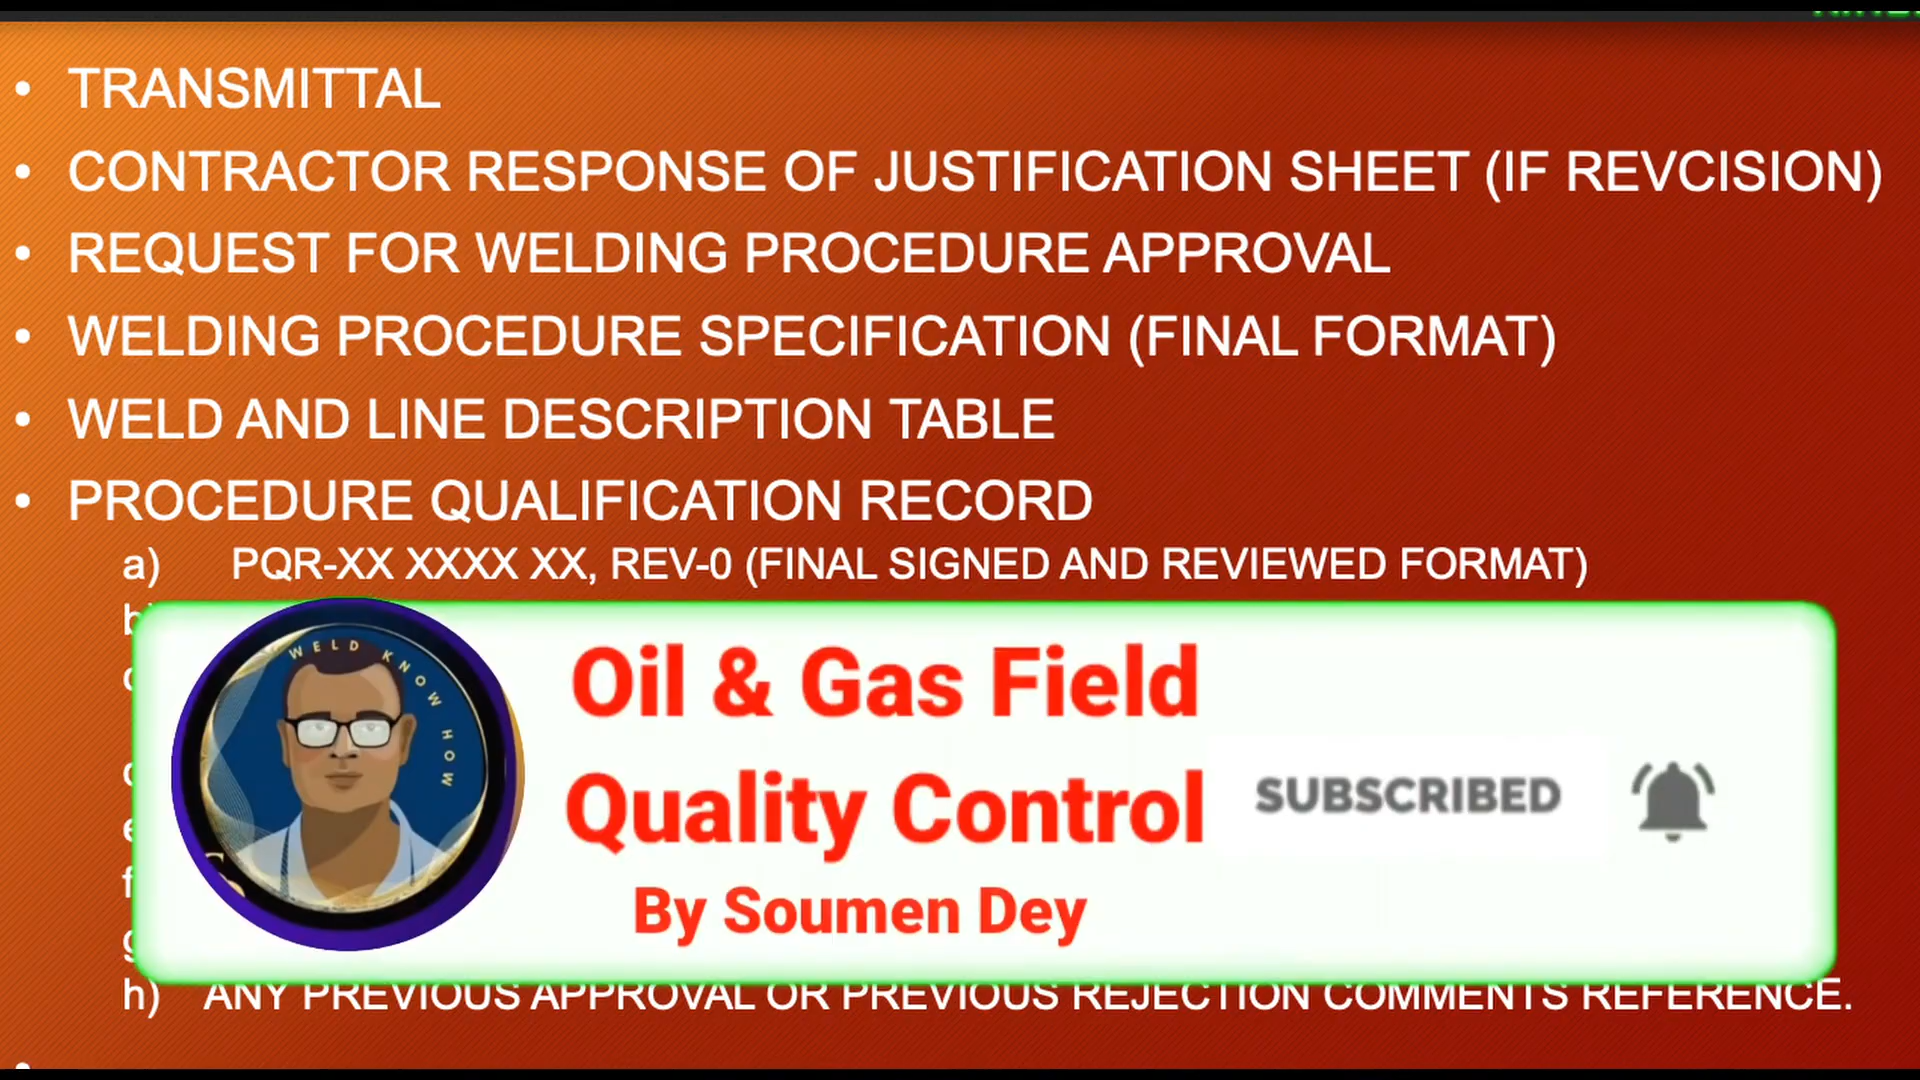 • TRANSMITTAL
• CONTRACTOR RESPONSE OF JUSTIFICATION SHEET (IF REVCISION)
• REQUEST FOR WELDING PROCEDURE APPROVAL
• WELDING PROCEDURE SPECIFICATION (FINAL FORMAT)
• WELD AND LINE DESCRIPTION TABLE
• PROCEDURE QUALIFICATION RECORD
a) PQR-XX XXXX XX, REV-0 (FINAL SIGNED AND REVIEWED FORMAT)
WELD KNOW HOW
Oil & Gas Field
Quality Control
By Soumen Dey
SUBSCRIBED
h) ANY PREVIOUS APPROVAL OR PREVIOUS REJECTION COMMENTS REFERENCE.